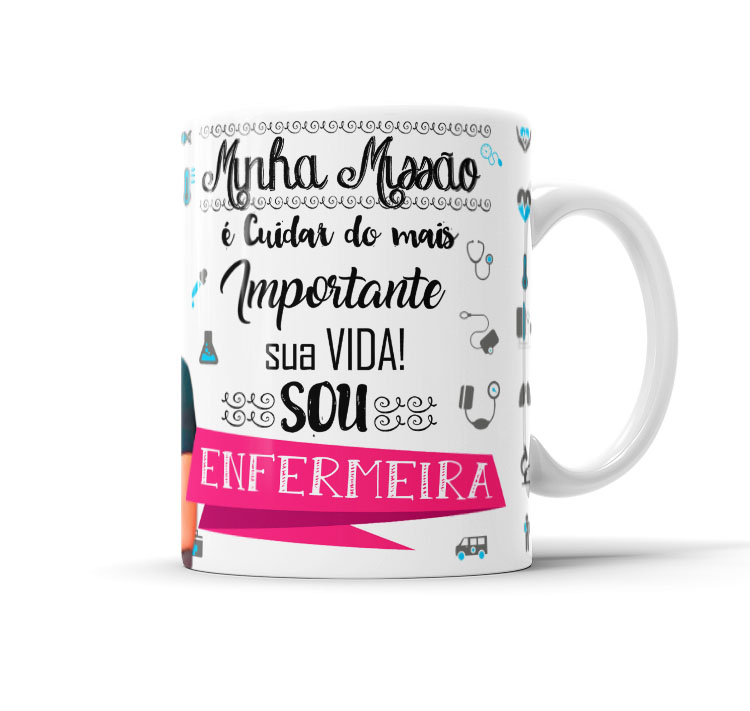 Minha Missão
é Cuidar do mais
Importante
sua VIDA!
SOU
ENFERMEIRA